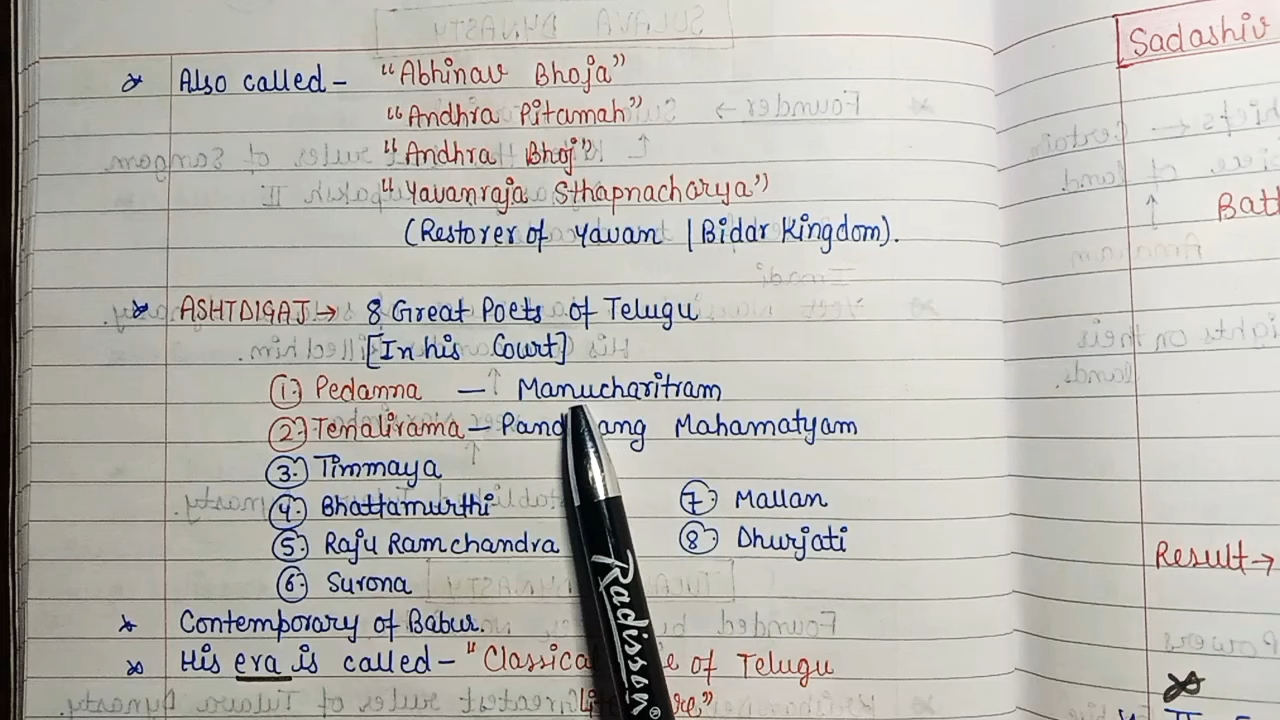 Also called - "Abhinav Bhoja"
"Andhra Pitamah"
"Andhra Bhoj"
"Yavanraja Sthapnacharya"
(Restorer of Yavan | Bidar Kingdom).
ASHTDIGAJ → 8 Great Poets of Telugu
[In his Court]
① Pedanna — Manucharitram
② Tenalirama — Pand ang Mahamatyam
③ Timmaya
④ Bhattamurthi
⑤ Raju Ramchandra
⑥ Surona
⑦ Mallan
⑧ Dhurjati
Contemporary of Babur.
His era is called - "Classical of Telugu
Radisson®
Sadashiv
Result →